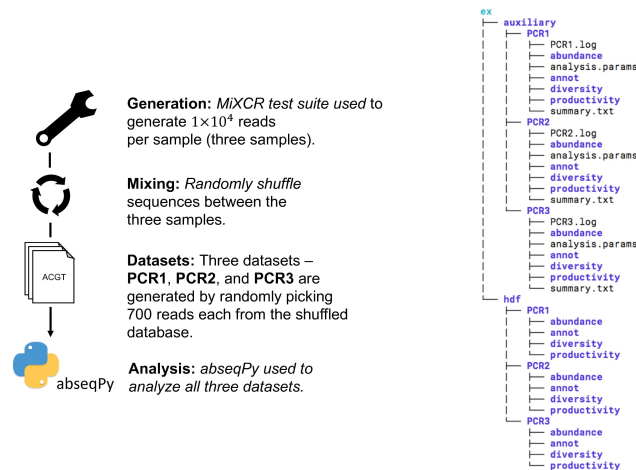 Generation: MiXCR test suite used to
generate 1×10⁴ reads
per sample (three samples).
Mixing: Randomly shuffle
sequences between the
three samples.
ACGT
Datasets: Three datasets –
PCR1, PCR2, and PCR3 are
generated by randomly picking
700 reads each from the shuffled
database.
abseqPy
Analysis: abseqPy used to
analyze all three datasets.
ex
auxiliary
PCR1
PCR1.log
abundance
analysis.params
annot
diversity
productivity
summary.txt
PCR2
PCR2.log
abundance
analysis.params
annot
diversity
productivity
summary.txt
PCR3
PCR3.log
abundance
analysis.params
annot
diversity
productivity
summary.txt
hdf
PCR1
abundance
annot
diversity
productivity
PCR2
abundance
annot
diversity
productivity
PCR3
abundance
annot
diversity
productivity